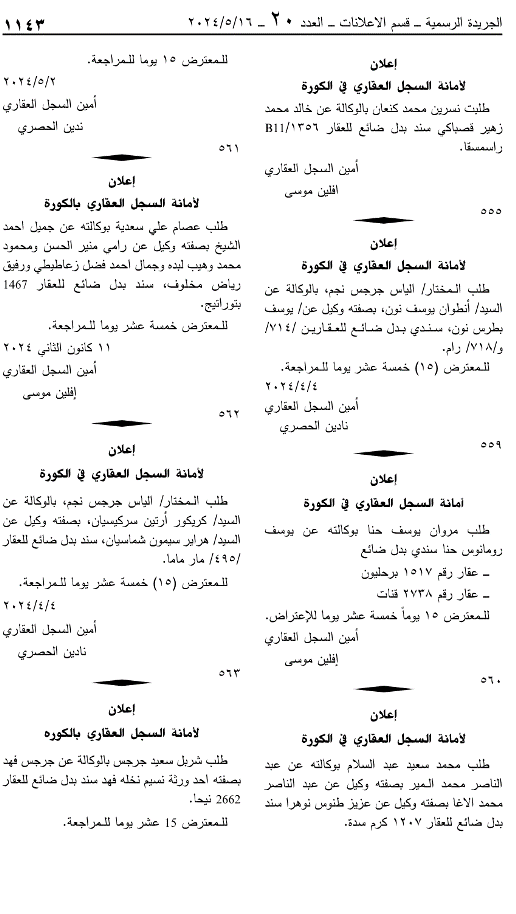 الجريدة الرسمية ـ قسم الاعلانات ـ العدد ٢٠ ـ ٢٠٢٤/٥/١٦
١١٤٣
إعلان
لأمانة السجل العقاري في الكورة
طلبت نسرين محمد كنعان بالوكالة عن خالد محمد
زهير قصباكي سند بدل ضائع للعقار B11/١٣٥٦
راسمسقا.
أمين السجل العقاري
افلين موسى
٥٥٥
إعلان
لأمانة السجل العقاري في الكورة
طلب المختار/ الياس جرجس نجم، بالوكالة عن
السيد/ أنطوان يوسف نون، بصفته وكيل عن/ يوسف
بطرس نون، سندي بدل ضائع للعقارين /٧١٤/
و/٧١٨/ رام.
للمعترض (١٥) خمسة عشر يوما للمراجعة.
٢٠٢٤/٤/٤
أمين السجل العقاري
نادين الحصري
٥٥٩
إعلان
أمانة السجل العقاري في الكورة
طلب مروان يوسف حنا بوكالته عن يوسف
رومانوس حنا سندي بدل ضائع
ـ عقار رقم ١٥١٧ برحليون
ـ عقار رقم ٢٧٣٨ قنات
للمعترض ١٥ يوماً خمسة عشر يوما للإعتراض.
أمين السجل العقاري
إفلين موسى
٥٦٠
إعلان
لأمانة السجل العقاري في الكورة
طلب محمد سعيد عبد السلام بوكالته عن عبد
الناصر محمد المير بصفته وكيل عن عبد الناصر
محمد الاغا بصفته وكيل عن عزيز طنوس نوهرا سند
بدل ضائع للعقار ١٢٠٧ كرم سدة.
للمعترض ١٥ يوما للمراجعة.
٢٠٢٤/٥/٢
أمين السجل العقاري
ندين الحصري
٥٦١
إعلان
لأمانة السجل العقاري بالكورة
طلب عصام علي سعدية بوكالته عن جميل احمد
الشيخ بصفته وكيل عن رامي منير الحسن ومحمود
محمد وهيب لبده وجمال احمد فضل زعاطيطي ورفيق
رياض مخلوف، سند بدل ضائع للعقار 1467
بتوراتيج.
للمعترض خمسة عشر يوما للمراجعة.
١١ كانون الثاني ٢٠٢٤
أمين السجل العقاري
إفلين موسى
٥٦٢
إعلان
لأمانة السجل العقاري في الكورة
طلب المختار/ الياس جرجس نجم، بالوكالة عن
السيد/ كريكور أرتين سركيسيان، بصفته وكيل عن
السيد/ هراير سيمون شماسيان، سند بدل ضائع للعقار
/٤٩٥/ مار ماما.
للمعترض (١٥) خمسة عشر يوما للمراجعة.
٢٠٢٤/٤/٤
أمين السجل العقاري
نادين الحصري
٥٦٣
إعلان
لأمانة السجل العقاري بالكوره
طلب شربل سعيد جرجس بالوكالة عن جرجس فهد
بصفته احد ورثة نسيم نخله فهد سند بدل ضائع للعقار
2662 نيحا.
للمعترض 15 عشر يوما للمراجعة.